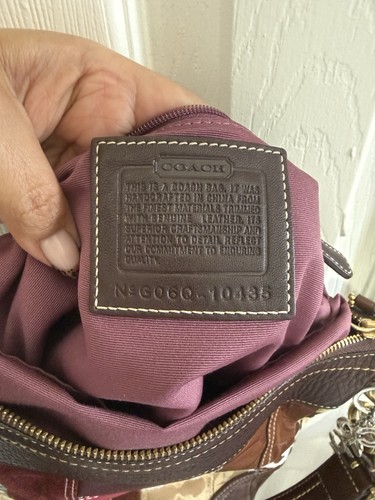 COACH
THIS IS A COACH BAG. IT WAS
HANDCRAFTED IN CHINA FROM
THE FINEST MATERIALS TRIMMED
WITH GENUINE LEATHER. ITS
SUPERIOR CRAFTSMANSHIP AND
ATTENTION TO DETAIL REFLECT
OUR COMMITMENT TO ENDURING
QUALITY.
Nº G06Q-10435